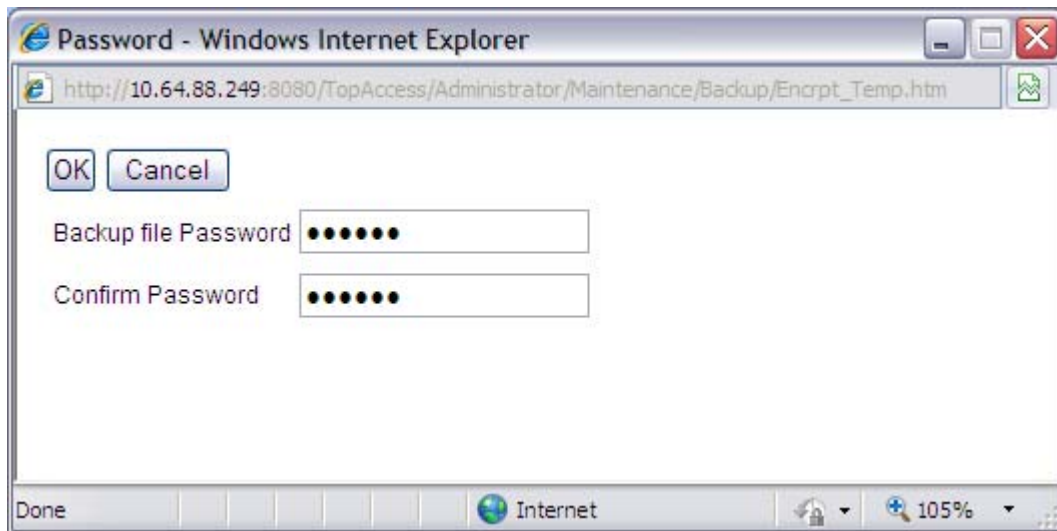 Password - Windows Internet Explorer
http://10.64.88.249:8080/TopAccess/Administrator/Maintenance/Backup/Encrpt_Temp.htm
OK Cancel
Backup file Password ••••••
Confirm Password ••••••
Done Internet 105%